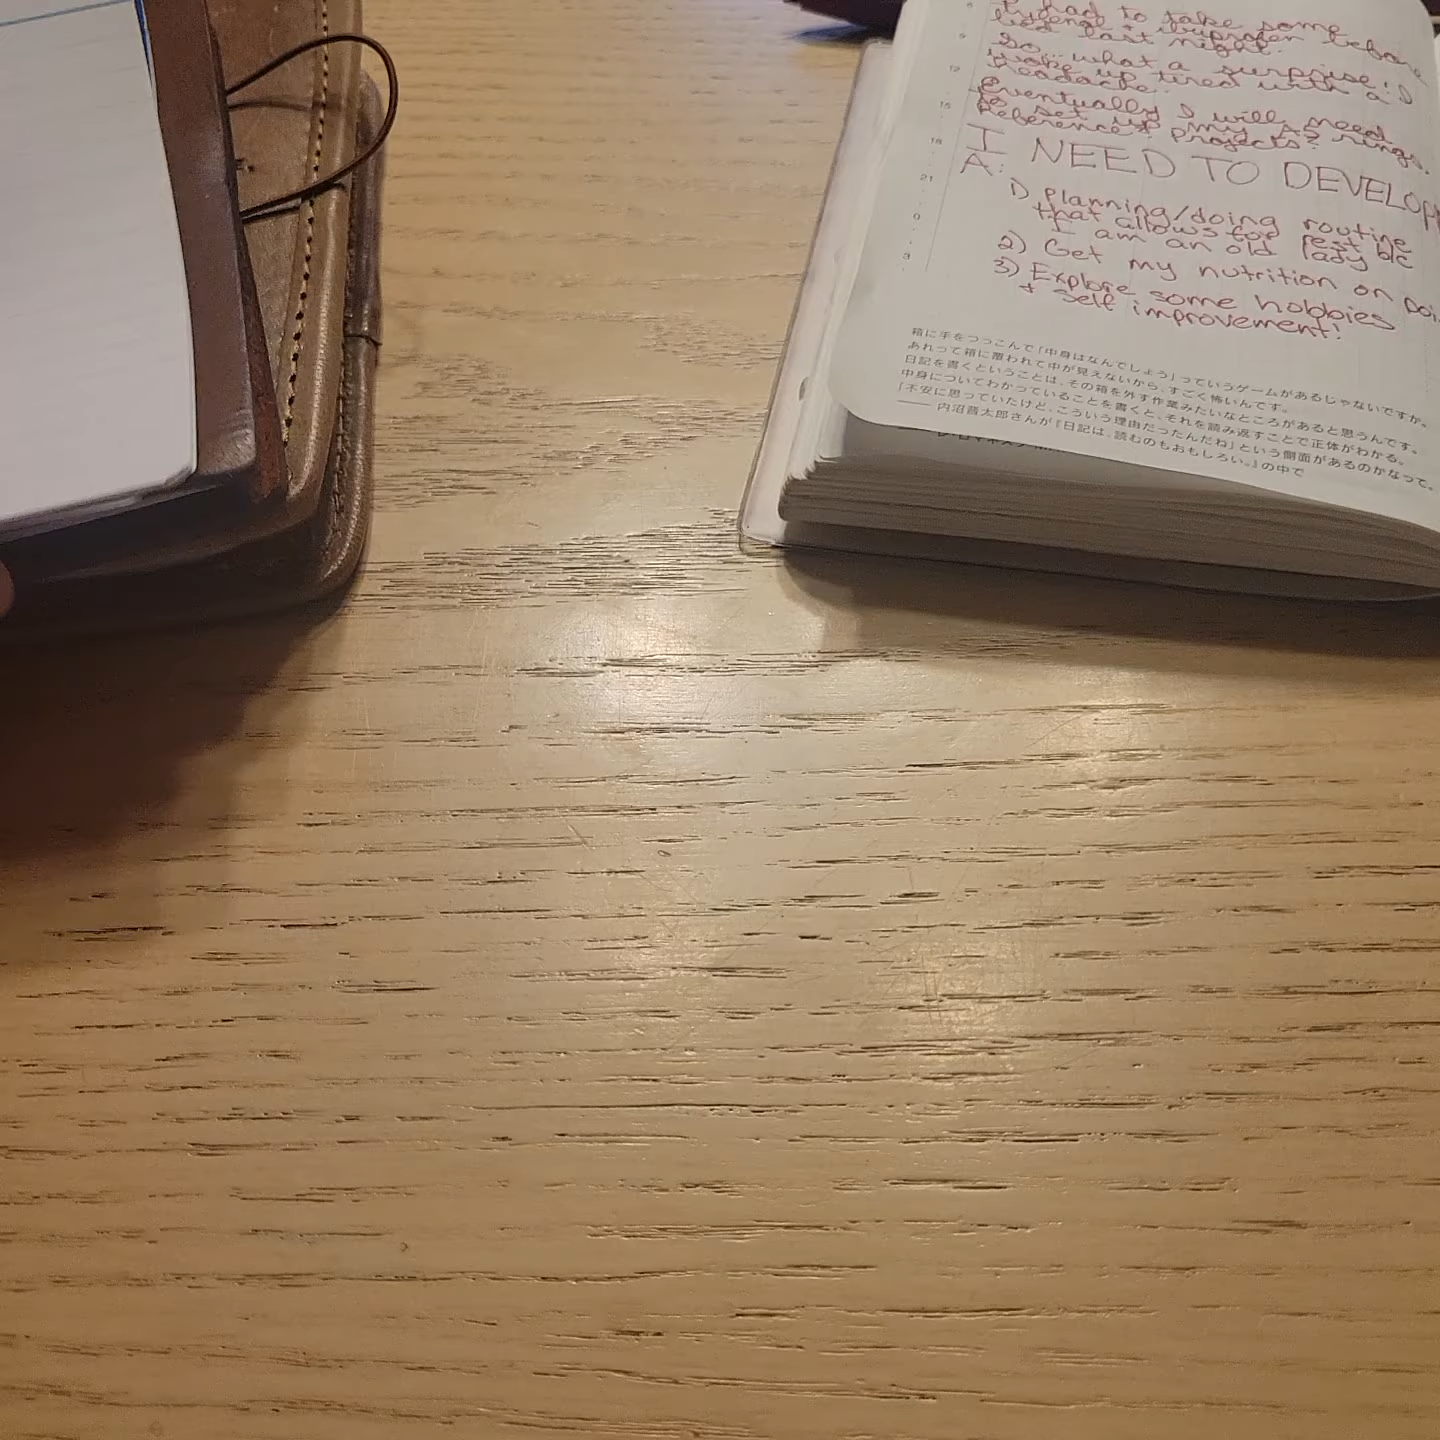 I had to take some
tylenol + ibuprofen before
bed last night.
So... what a surprise! I
woke up tired with a
headache.
Eventually I will need
to set up my A5 rings.
Reference? Projects?
I NEED TO DEVELOP
A:
1) Planning/doing routine
that allows for rest b/c
I am an old lady
2) Get my nutrition on poi
3) Explore some hobbies
+ self improvement!
9
12
15
18
21
0
3
箱に手をつっこんで「中身はなんでしょう」っていうゲームがあるじゃないですか。
あれって箱に覆われて中が見えないから、すごく怖いんです。
日記を書くということは、その箱を外す作業みたいなところがあると思うんです。
中身についてわかっていることを書くと、それを読み返すことで正体がわかる。
「不安に思っていたけど、こういう理由だったんだね」という側面があるのかなって。
―― 内沼晋太郎さんが『日記は、読むのもおもしろい。』の中で